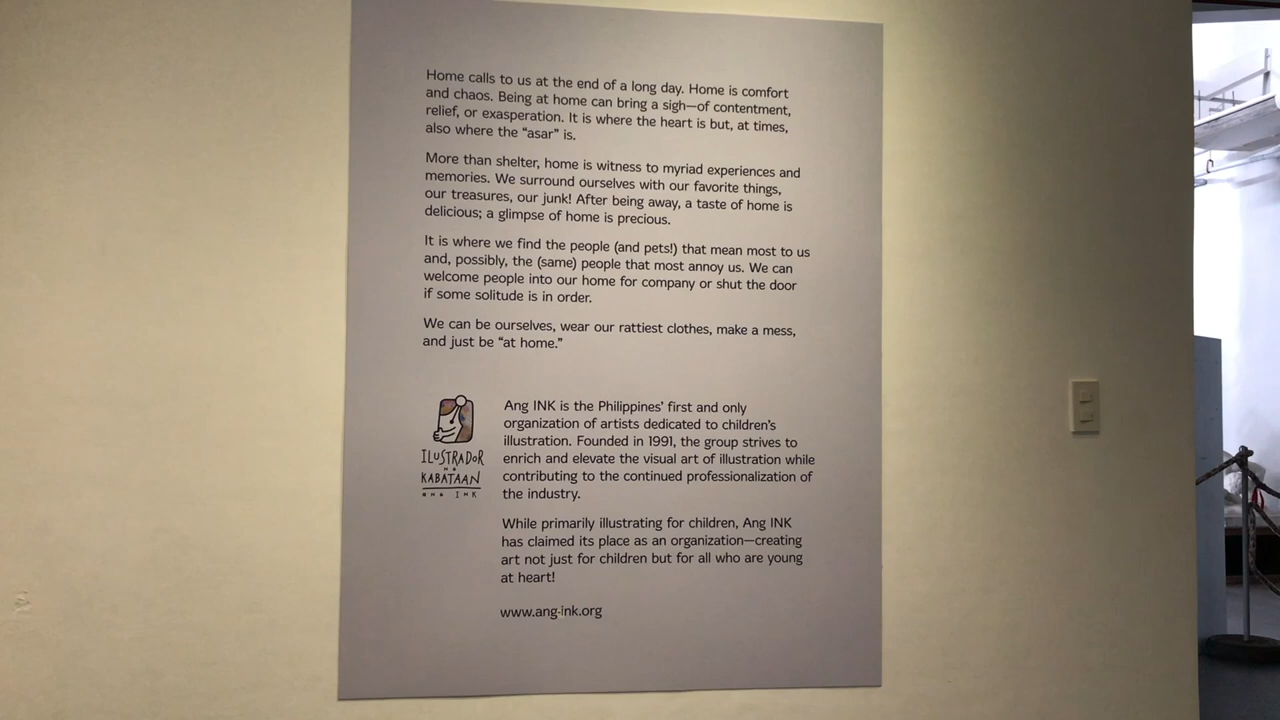 Home calls to us at the end of a long day. Home is comfort
and chaos. Being at home can bring a sigh—of contentment,
relief, or exasperation. It is where the heart is but, at times,
also where the “asar” is.
More than shelter, home is witness to myriad experiences and
memories. We surround ourselves with our favorite things,
our treasures, our junk! After being away, a taste of home is
delicious; a glimpse of home is precious.
It is where we find the people (and pets!) that mean most to us
and, possibly, the (same) people that most annoy us. We can
welcome people into our home for company or shut the door
if some solitude is in order.
We can be ourselves, wear our rattiest clothes, make a mess,
and just be “at home.”
ILUSTRADOR
NG
KABATAAN
ANG INK
Ang INK is the Philippines’ first and only
organization of artists dedicated to children’s
illustration. Founded in 1991, the group strives to
enrich and elevate the visual art of illustration while
contributing to the continued professionalization of
the industry.
While primarily illustrating for children, Ang INK
has claimed its place as an organization—creating
art not just for children but for all who are young
at heart!
www.ang-ink.org